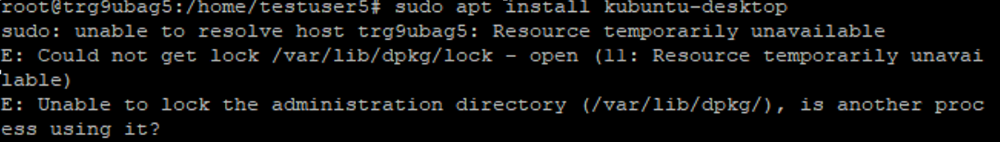 root@trg9ubag5:/home/testuser5# sudo apt install kubuntu-desktop
sudo: unable to resolve host trg9ubag5: Resource temporarily unavailable
E: Could not get lock /var/lib/dpkg/lock - open (11: Resource temporarily unavai
lable)
E: Unable to lock the administration directory (/var/lib/dpkg/), is another proc
ess using it?